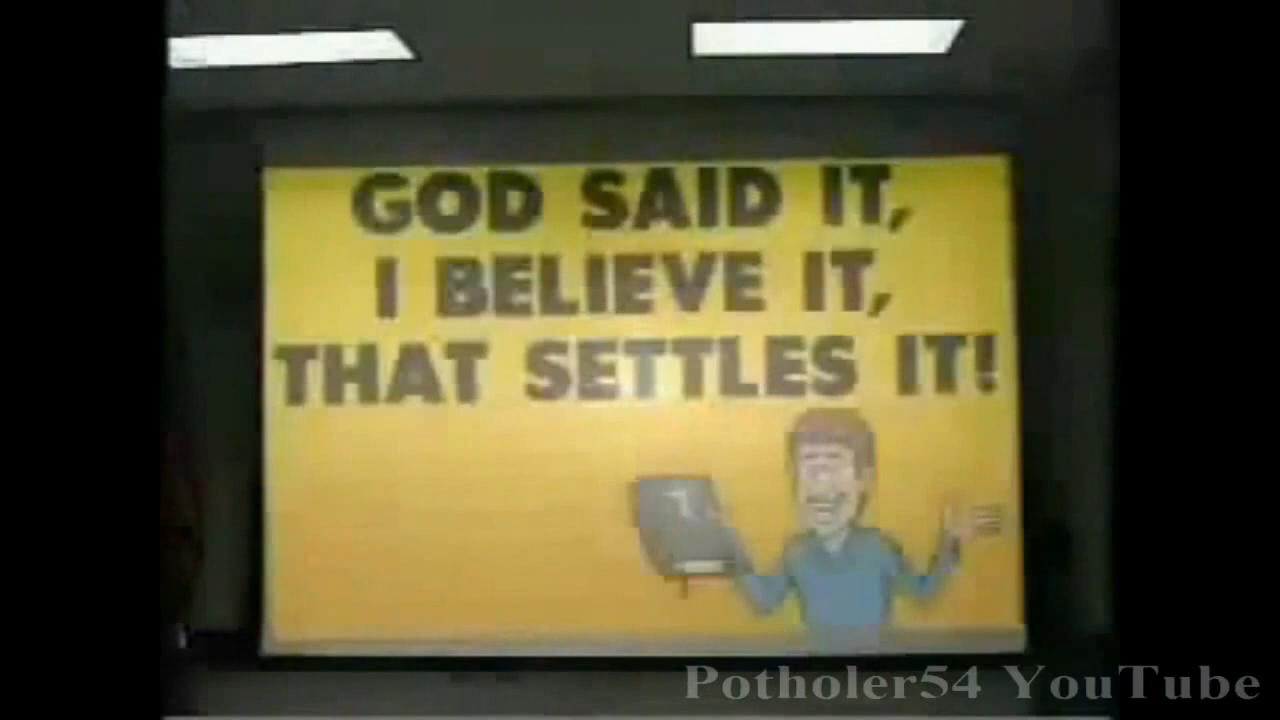 GOD SAID IT,
I BELIEVE IT,
THAT SETTLES IT!
Potholer54 YouTube